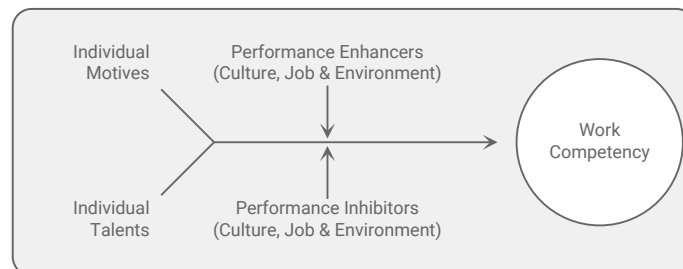 Individual
Motives
Performance Enhancers
(Culture, Job & Environment)
Work
Competency
Individual
Talents
Performance Inhibitors
(Culture, Job & Environment)